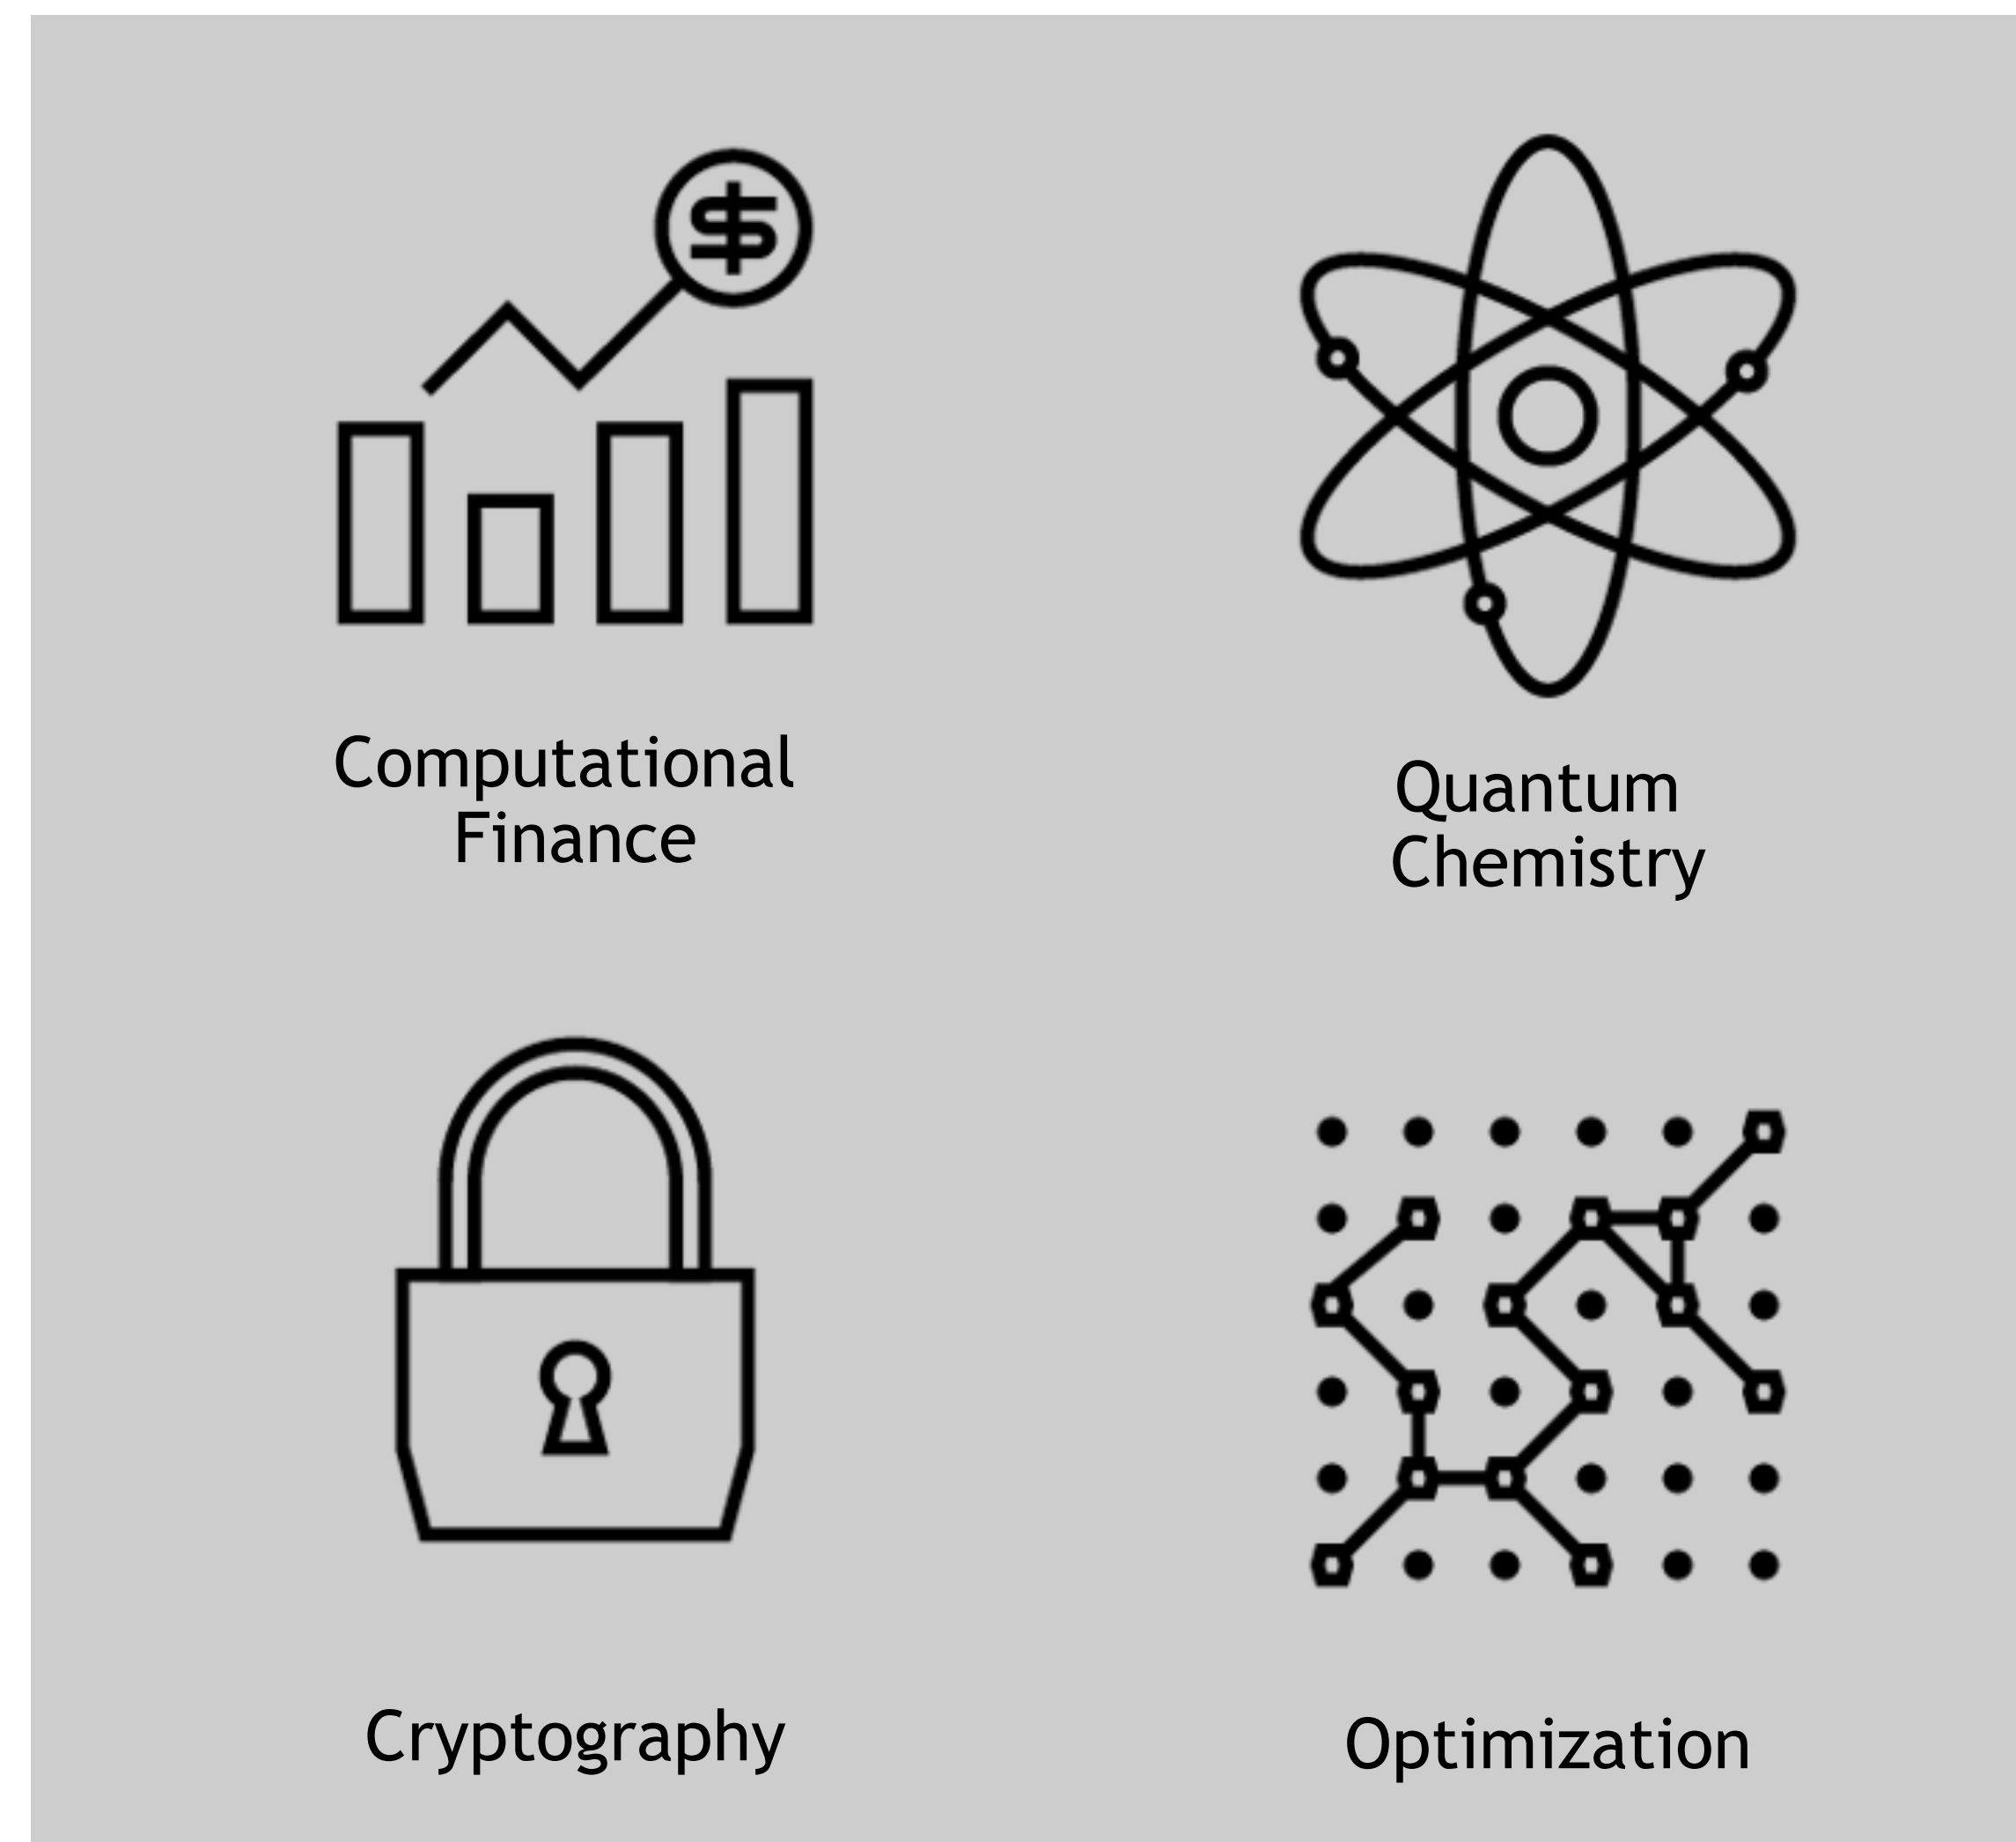 $
Computational
Finance
Quantum
Chemistry
Cryptography
Optimization